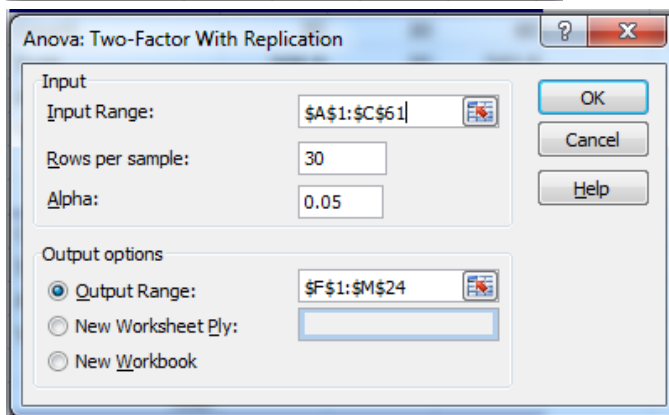 Anova: Two-Factor With Replication
?
X
Input
Input Range:
$A$1:$C$61
OK
Rows per sample:
30
Cancel
Alpha:
0.05
Help
Output options
Output Range:
$F$1:$M$24
New Worksheet Ply:
New Workbook